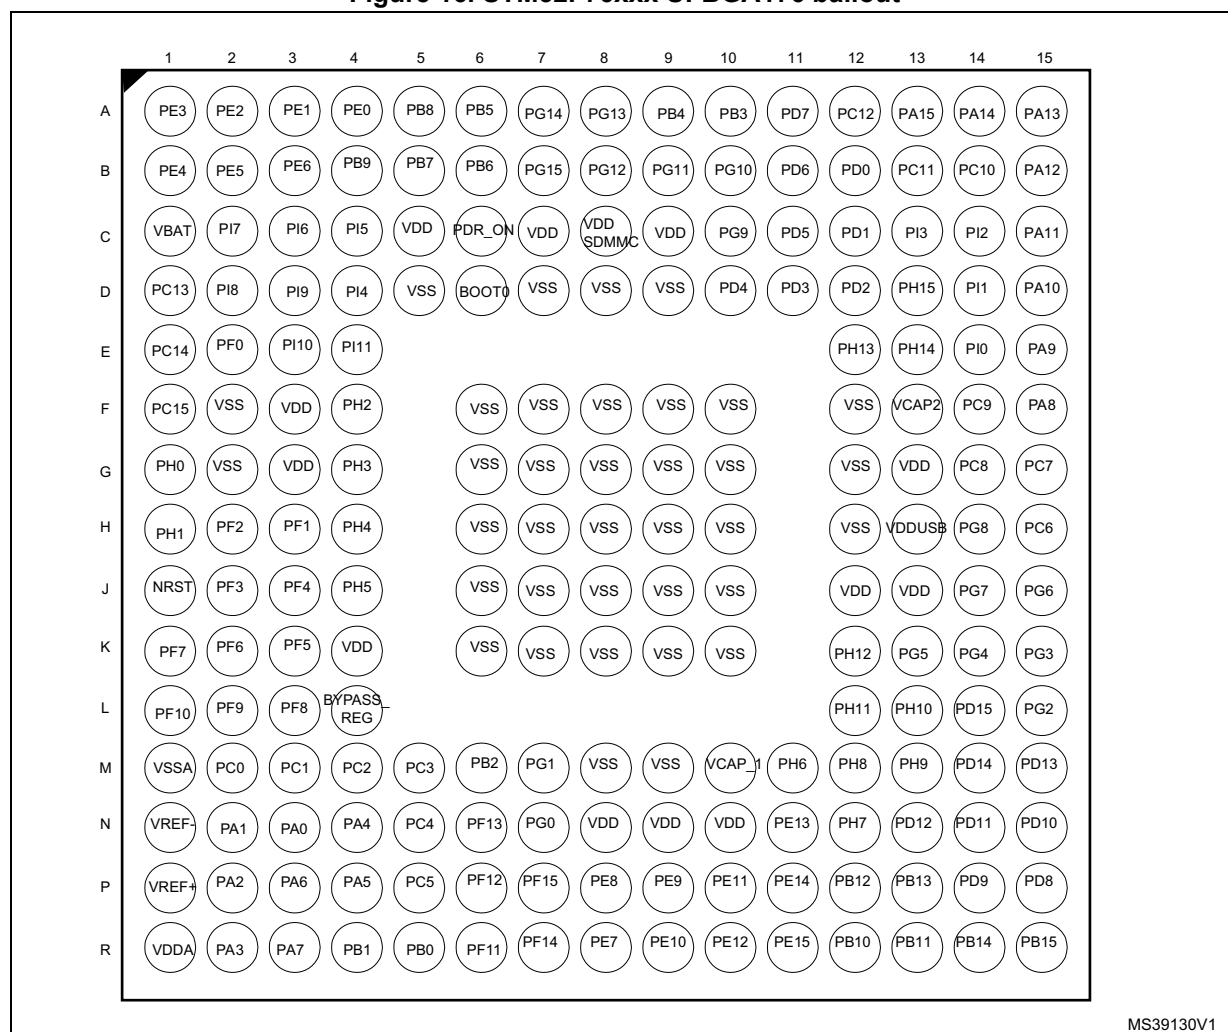 1 2 3 4 5 6 7 8 9 10 11 12 13 14 15
A PE3 PE2 PE1 PE0 PB8 PB5 PG14 PG13 PB4 PB3 PD7 PC12 PA15 PA14 PA13
B PE4 PE5 PE6 PB9 PB7 PB6 PG15 PG12 PG11 PG10 PD6 PD0 PC11 PC10 PA12
C VBAT PI7 PI6 PI5 VDD PDR_ON VDD VDD SDMMC VDD PG9 PD5 PD1 PI3 PI2 PA11
D PC13 PI8 PI9 PI4 VSS BOOT0 VSS VSS VSS PD4 PD3 PD2 PH15 PI1 PA10
E PC14 PF0 PI10 PI11 PH13 PH14 PI0 PA9
F PC15 VSS VDD PH2 VSS VSS VSS VSS VSS VSS VCAP2 PC9 PA8
G PH0 VSS VDD PH3 VSS VSS VSS VSS VSS VSS VDD PC8 PC7
H PH1 PF2 PF1 PH4 VSS VSS VSS VSS VSS VSS VDDUSB PG8 PC6
J NRST PF3 PF4 PH5 VSS VSS VSS VSS VSS VDD VDD PG7 PG6
K PF7 PF6 PF5 VDD VSS VSS VSS VSS VSS PH12 PG5 PG4 PG3
L PF10 PF9 PF8 BYPASS_ REG PH11 PH10 PD15 PG2
M VSSA PC0 PC1 PC2 PC3 PB2 PG1 VSS VSS VCAP_1 PH6 PH8 PH9 PD14 PD13
N VREF- PA1 PA0 PA4 PC4 PF13 PG0 VDD VDD VDD PE13 PH7 PD12 PD11 PD10
P VREF+ PA2 PA6 PA5 PC5 PF12 PF15 PE8 PE9 PE11 PE14 PB12 PB13 PD9 PD8
R VDDA PA3 PA7 PB1 PB0 PF11 PF14 PE7 PE10 PE12 PE15 PB10 PB11 PB14 PB15
MS39130V1